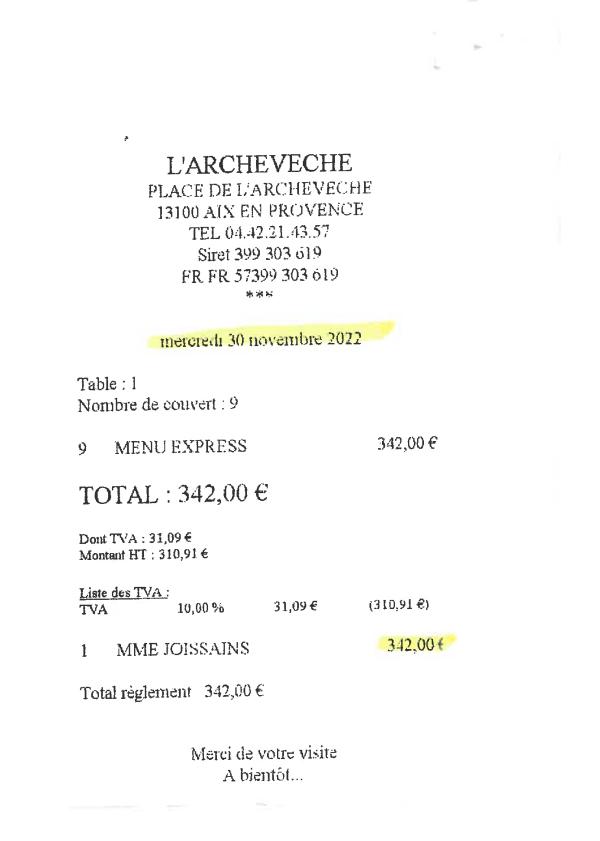 L'ARCHEVECHE
PLACE DE L'ARCHEVECHE
13100 AIX EN PROVENCE
TEL 04.42.21.43.57
Siret 399 303 619
FR FR 57399 303 619
***
mercredi 30 novembre 2022
Table : 1
Nombre de couvert : 9
9 MENU EXPRESS 342,00 €
TOTAL : 342,00 €
Dont TVA : 31,09 €
Montant HT : 310,91 €
Liste des TVA :
TVA 10,00 % 31,09 € (310,91 €)
1 MME JOISSAINS 342,00 €
Total règlement 342,00 €
Merci de votre visite
A bientôt...